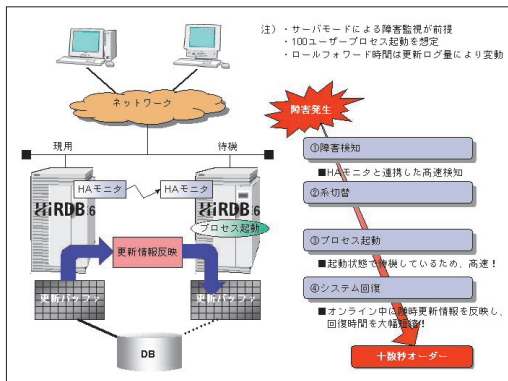 注）・サーバモードによる障害監視が前提
・100ユーザープロセス起動を想定
・ロールフォワード時間は更新ログ量により変動
ネットワーク
障害発生
現用
待機
①障害検知
■HAモニタと連携した高速検知
HAモニタ
HAモニタ
②系切替
HiRDB 6
HiRDB 6
プロセス起動
③プロセス起動
更新情報反映
■起動状態で待機しているため、高速！
④システム回復
更新バッファ
更新バッファ
■オンライン中に随時更新情報を反映し、
回復時間を大幅短縮！
DB
十数秒オーダー